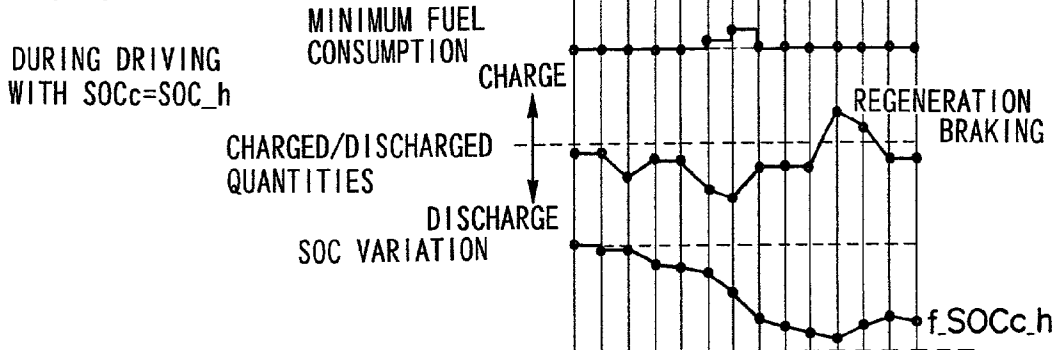 MINIMUM FUEL
CONSUMPTION
DURING DRIVING
WITH SOCc=SOC_h
CHARGE
REGENERATION
BRAKING
CHARGED/DISCHARGED
QUANTITIES
DISCHARGE
SOC VARIATION
f_SOCc_h